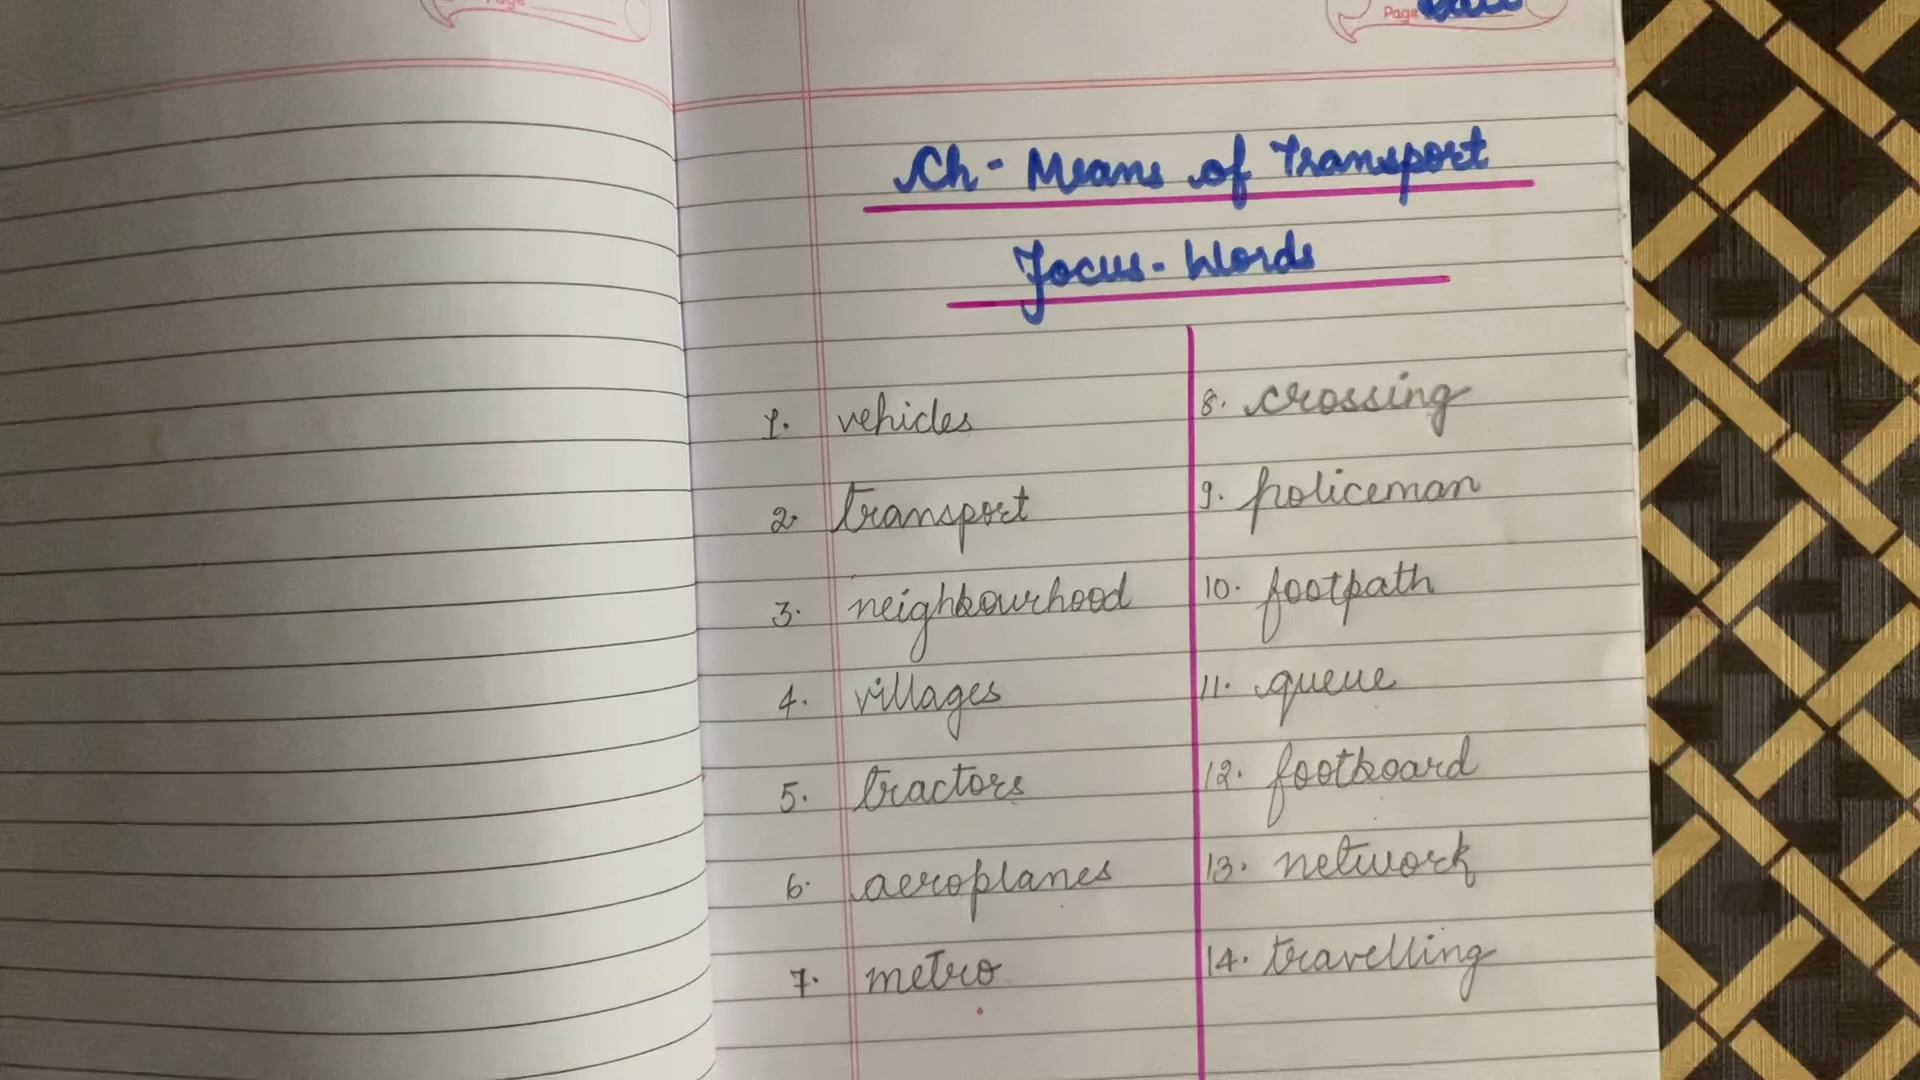 Page
Ch - Means of Transport
Focus - Words
1. vehicles
2. transport
3. neighbourhood
4. villages
5. tractors
6. aeroplanes
7. metro
8. crossing
9. policeman
10. footpath
11. queue
12. footboard
13. network
14. travelling